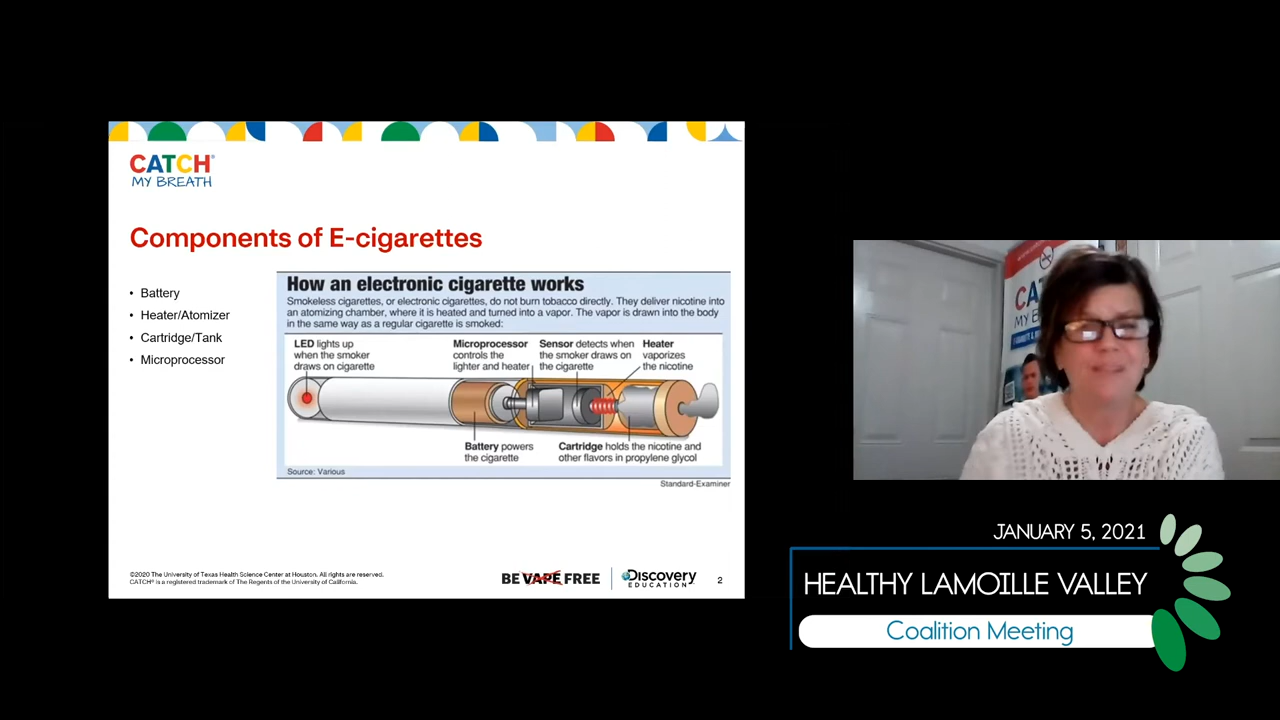 CATCH®
MY BREATH
Components of E-cigarettes
• Battery
• Heater/Atomizer
• Cartridge/Tank
• Microprocessor
How an electronic cigarette works
Smokeless cigarettes, or electronic cigarettes, do not burn tobacco directly. They deliver nicotine into
an atomizing chamber, where it is heated and turned into a vapor. The vapor is drawn into the body
in the same way as a regular cigarette is smoked:
LED lights up
when the smoker
draws on cigarette
Microprocessor
controls the
lighter and heater
Sensor detects when
the smoker draws on
the cigarette
Heater
vaporizes
the nicotine
Battery powers
the cigarette
Cartridge holds the nicotine and
other flavors in propylene glycol
Source: Various
Standard-Examiner
©2020 The University of Texas Health Science Center at Houston. All rights are reserved.
CATCH® is a registered trademark of The Regents of the University of California.
BE VAPE FREE
Discovery
EDUCATION
2
CA
MY B
JANUARY 5, 2021
HEALTHY LAMOILLE VALLEY
Coalition Meeting